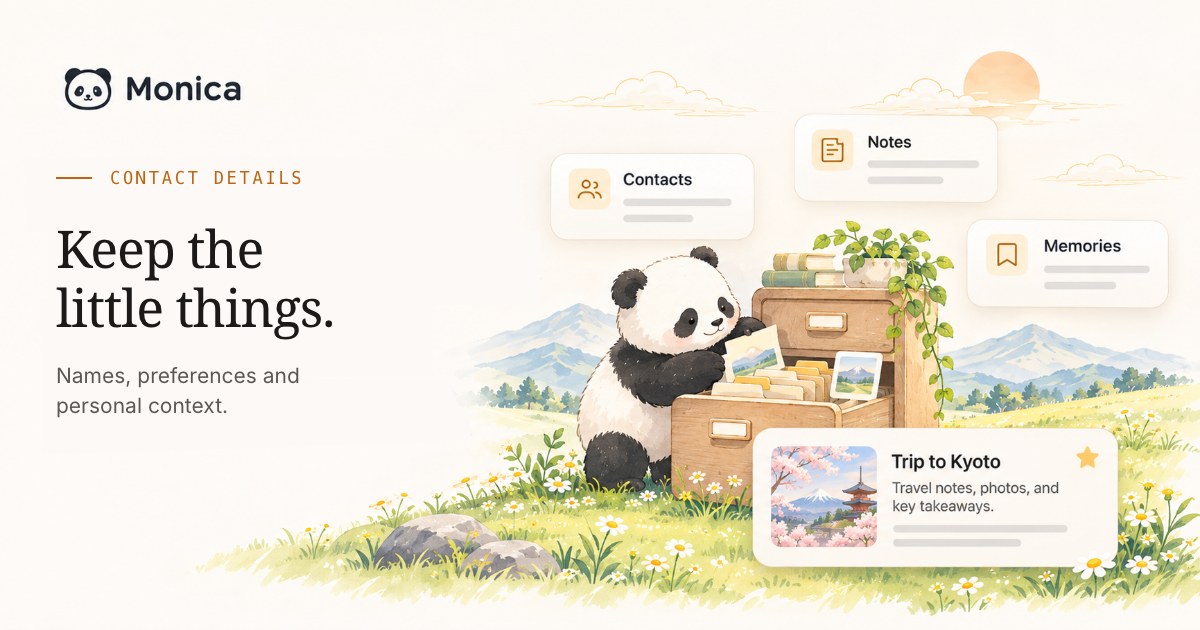 Monica
CONTACT DETAILS
Keep the
little things.
Names, preferences and
personal context.
Contacts
Notes
Memories
Trip to Kyoto
Travel notes, photos, and
key takeaways.